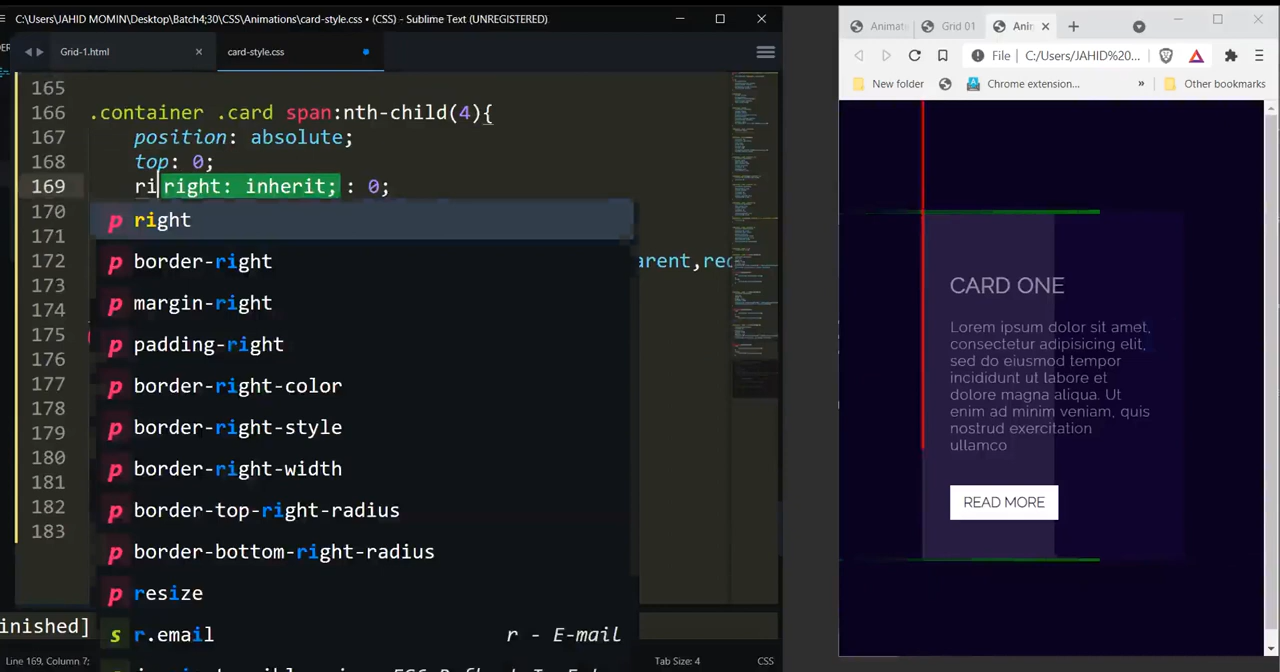 C:\Users\JAHID MOMIN\Desktop\Batch4;30\CSS\Animations\card-style.css • (CSS) - Sublime Text (UNREGISTERED)
Grid-1.html
card-style.css
165
166 .container .card span:nth-child(4){
167 position: absolute;
168 top: 0;
169 ri right: inherit; : 0;
170 right
171 border-right
172 arent,rec
173 margin-right
174
175 padding-right
176
177 border-right-color
178
179 border-right-style
180 border-right-width
181
182 border-top-right-radius
183 border-bottom-right-radius
resize
inished] r.email r - E-mail
Line 169, Column 7;
Tab Size: 4
CSS
Animat
Grid 01
Anir
File
C:/Users/JAHID%20...
New folder
Chrome extension...
»
Other bookmarks
CARD ONE
Lorem ipsum dolor sit amet,
consectetur adipisicing elit,
sed do eiusmod tempor
incididunt ut labore et
dolore magna aliqua. Ut
enim ad minim veniam, quis
nostrud exercitation
ullamco
READ MORE